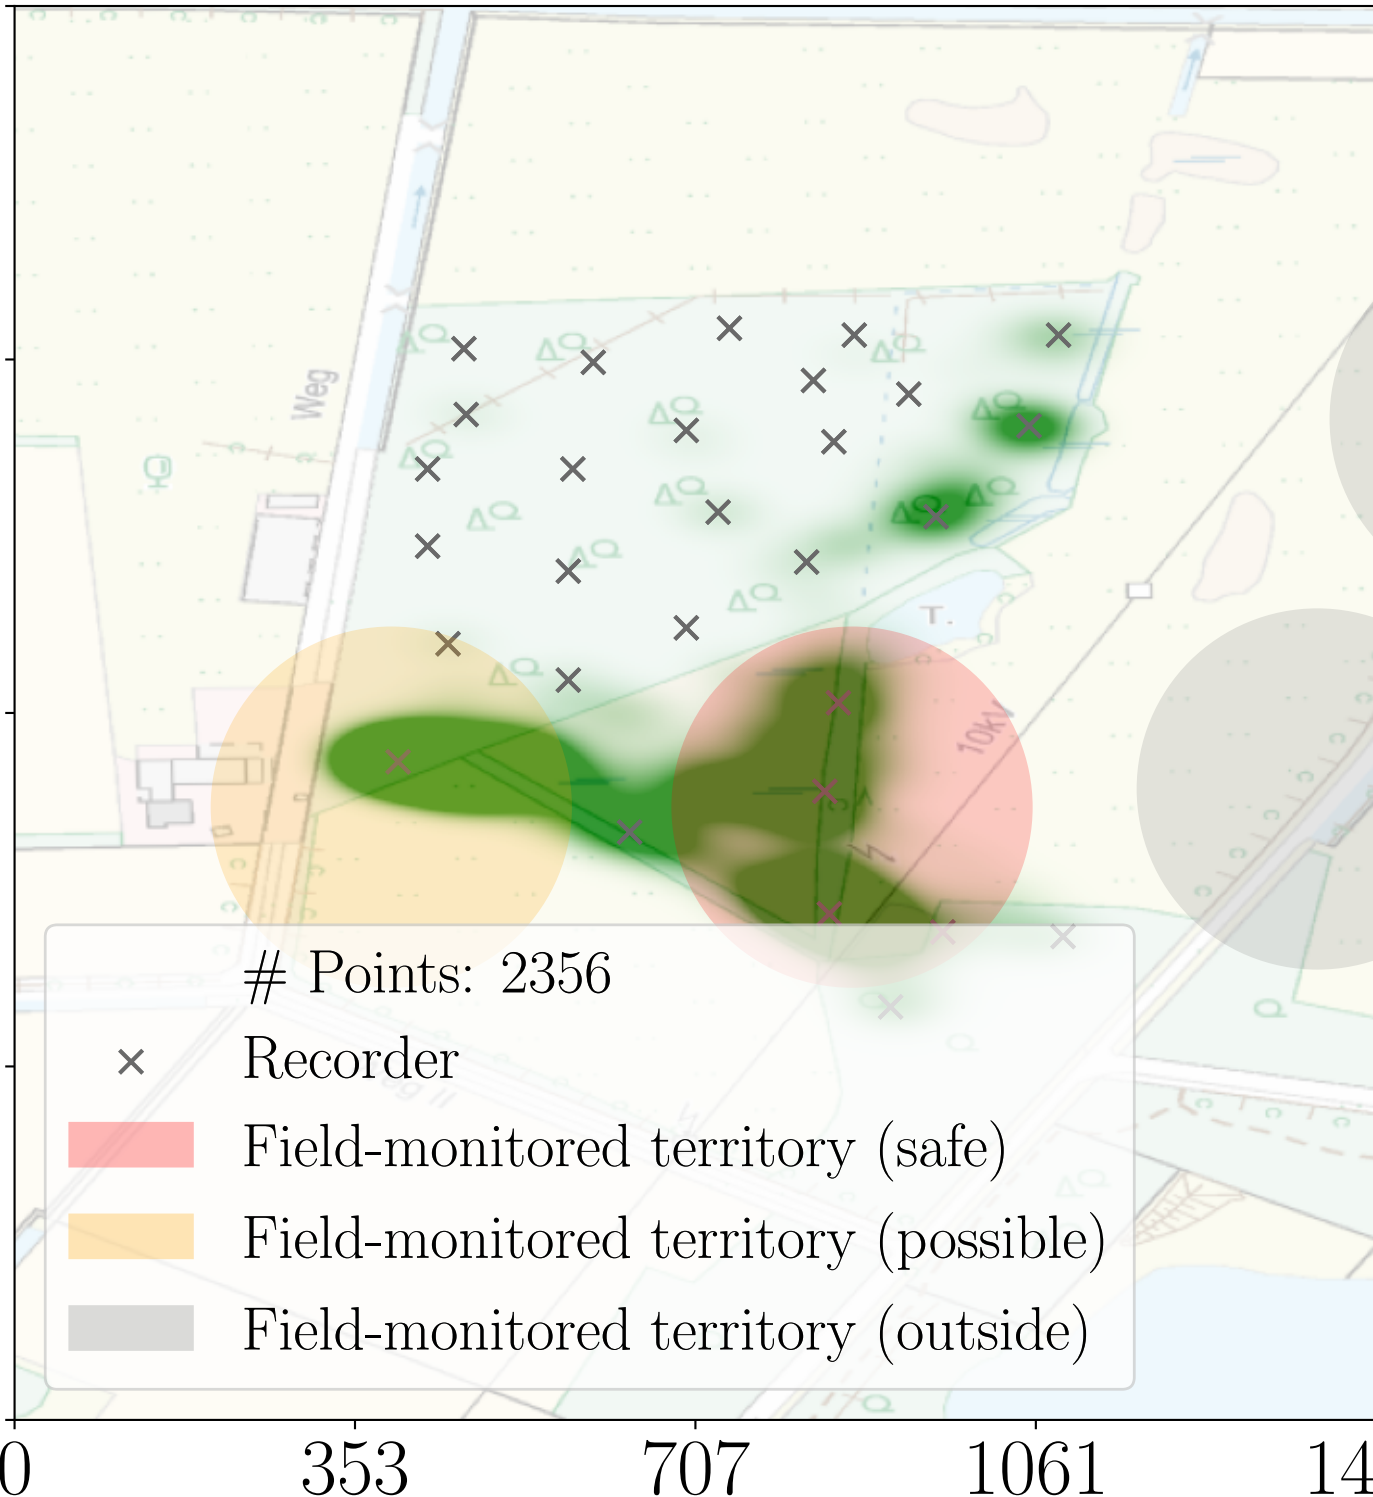 Weg
T.
10kV
# Points: 2356
Recorder
Field-monitored territory (safe)
Field-monitored territory (possible)
Field-monitored territory (outside)
0 353 707 1061 14